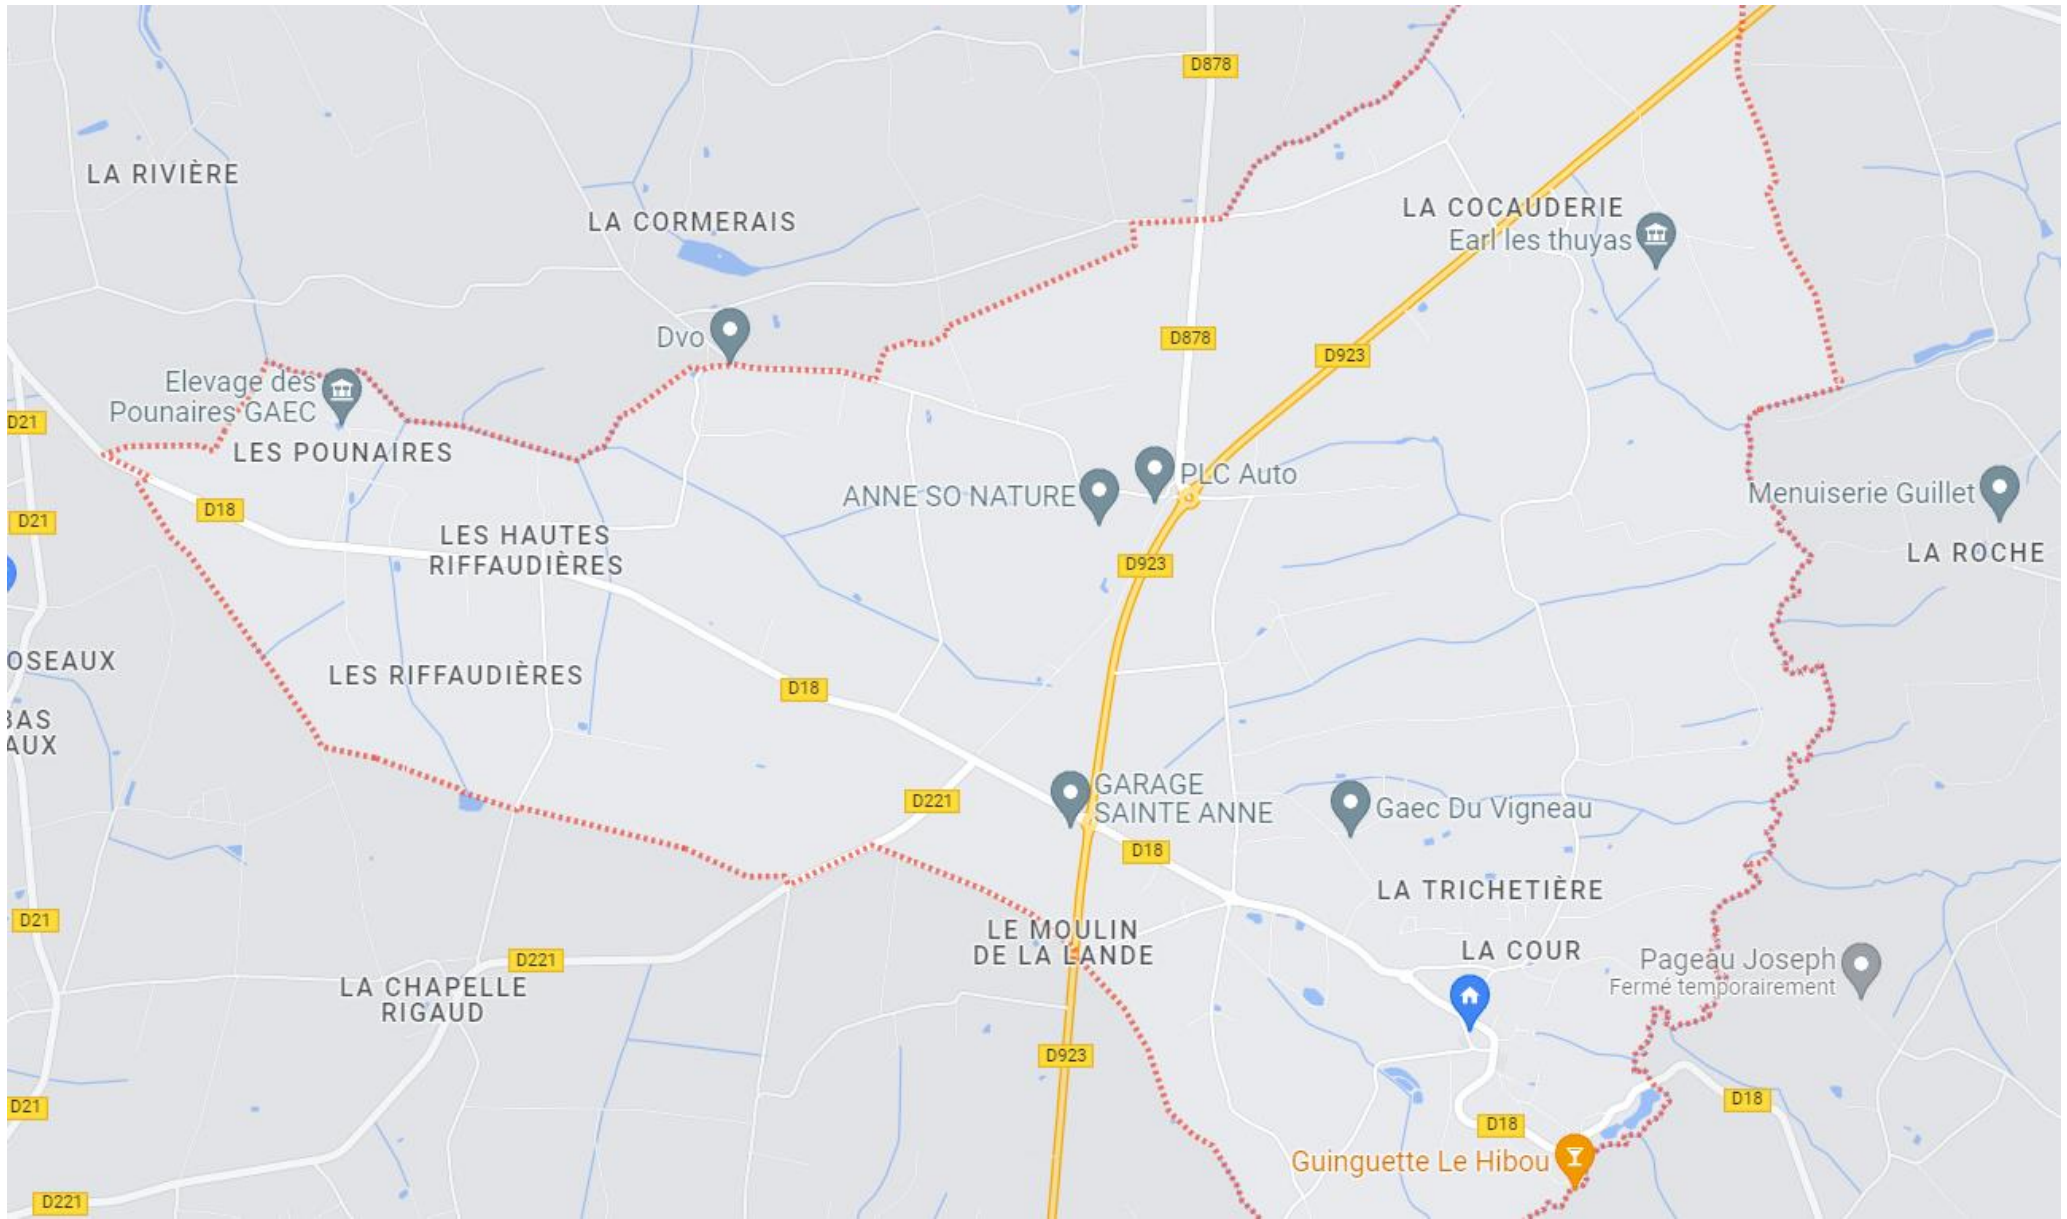 D878
LA RIVIÈRE
LA CORMERAIS
LA COCAUDERIE
Earl les thuyas
Dvo
D878
D923
Elevage des
Pounaires GAEC
D21
LES POUNAIRES
PLC Auto
ANNE SO NATURE
Menuiserie Guillet
D18
D21
LES HAUTES
RIFFAUDIÈRES
D923
LA ROCHE
OSEAUX
LES RIFFAUDIÈRES
D18
BAS
AUX
GARAGE
SAINTE ANNE
D221
Gaec Du Vigneau
D18
LA TRICHETIÈRE
D21
LE MOULIN
DE LA LANDE
LA COUR
D221
Pageau Joseph
Fermé temporairement
LA CHAPELLE
RIGAUD
D923
D21
D18
D18
Guinguette Le Hibou
D221